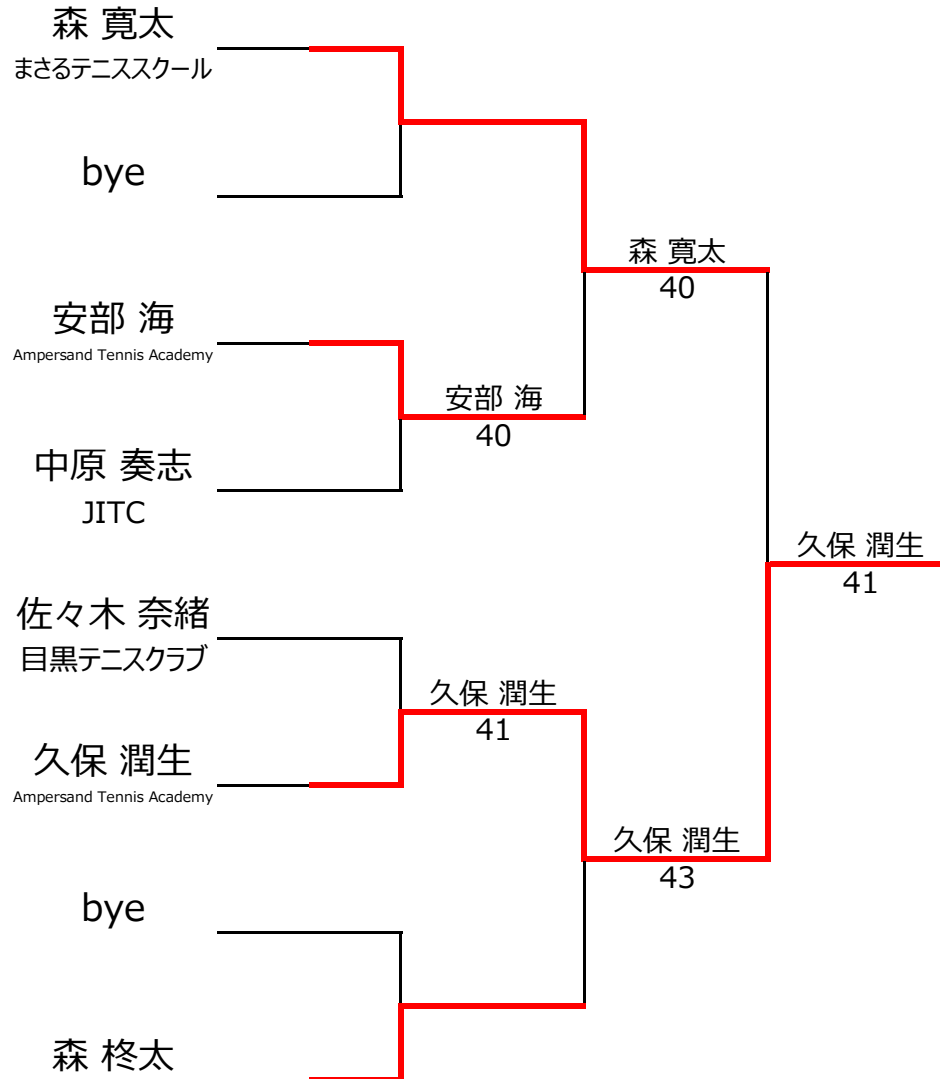 森 寛太
まさるテニススクール
bye
森 寛太
40
安部 海
Ampersand Tennis Academy
安部 海
40
中原 奏志
JITC
久保 潤生
41
佐々木 奈緒
目黒テニスクラブ
久保 潤生
41
久保 潤生
Ampersand Tennis Academy
久保 潤生
43
bye
森 柊太